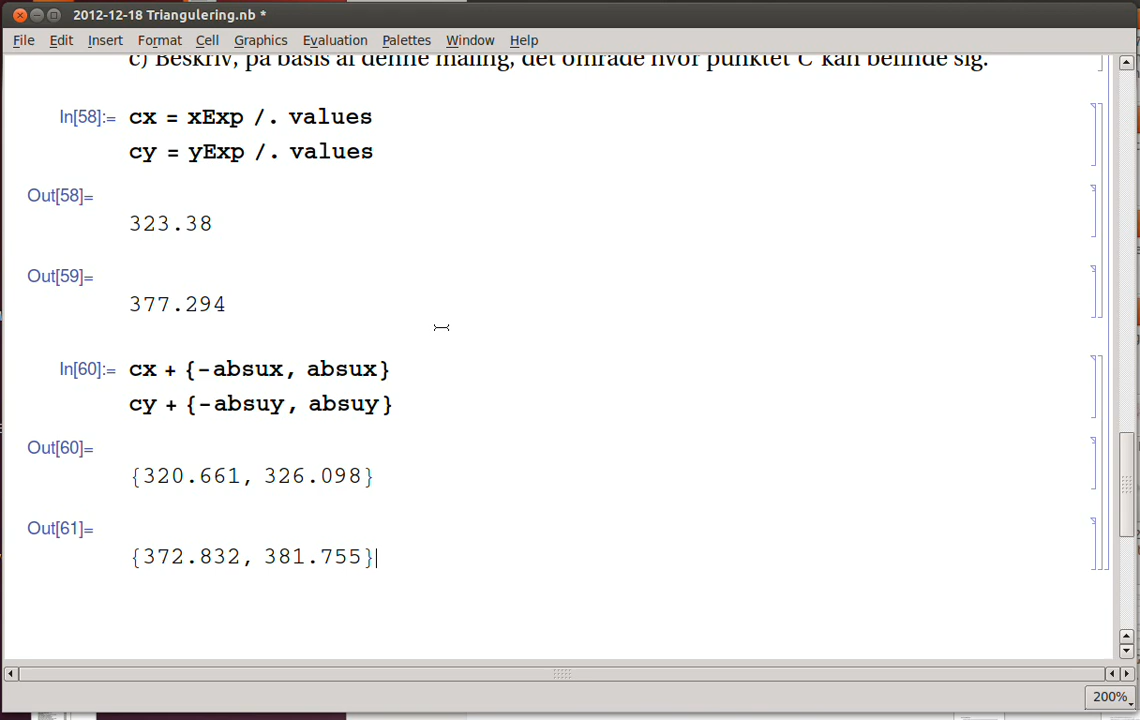 2012-12-18 Triangulering.nb *
File Edit Insert Format Cell Graphics Evaluation Palettes Window Help
c) Beskriv, på basis af denne måling, det område hvor punktet C kan befinde sig.
In[58]:= cx = xExp /. values
cy = yExp /. values
Out[58]=
323.38
Out[59]=
377.294
In[60]:= cx + {-absux, absux}
cy + {-absuy, absuy}
Out[60]=
{320.661, 326.098}
Out[61]=
{372.832, 381.755}
200%